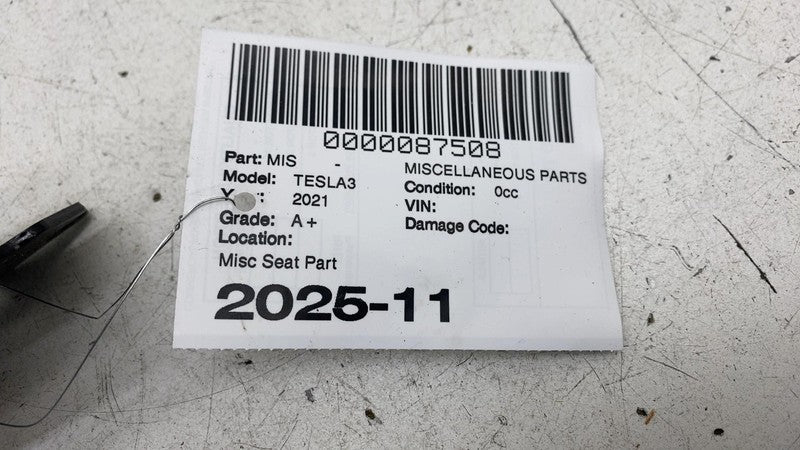 0000087508
Part: MIS - MISCELLANEOUS PARTS
Model: TESLA3 Condition: 0cc
2021 VIN:
Grade: A+ Damage Code:
Location:
Misc Seat Part
2025-11